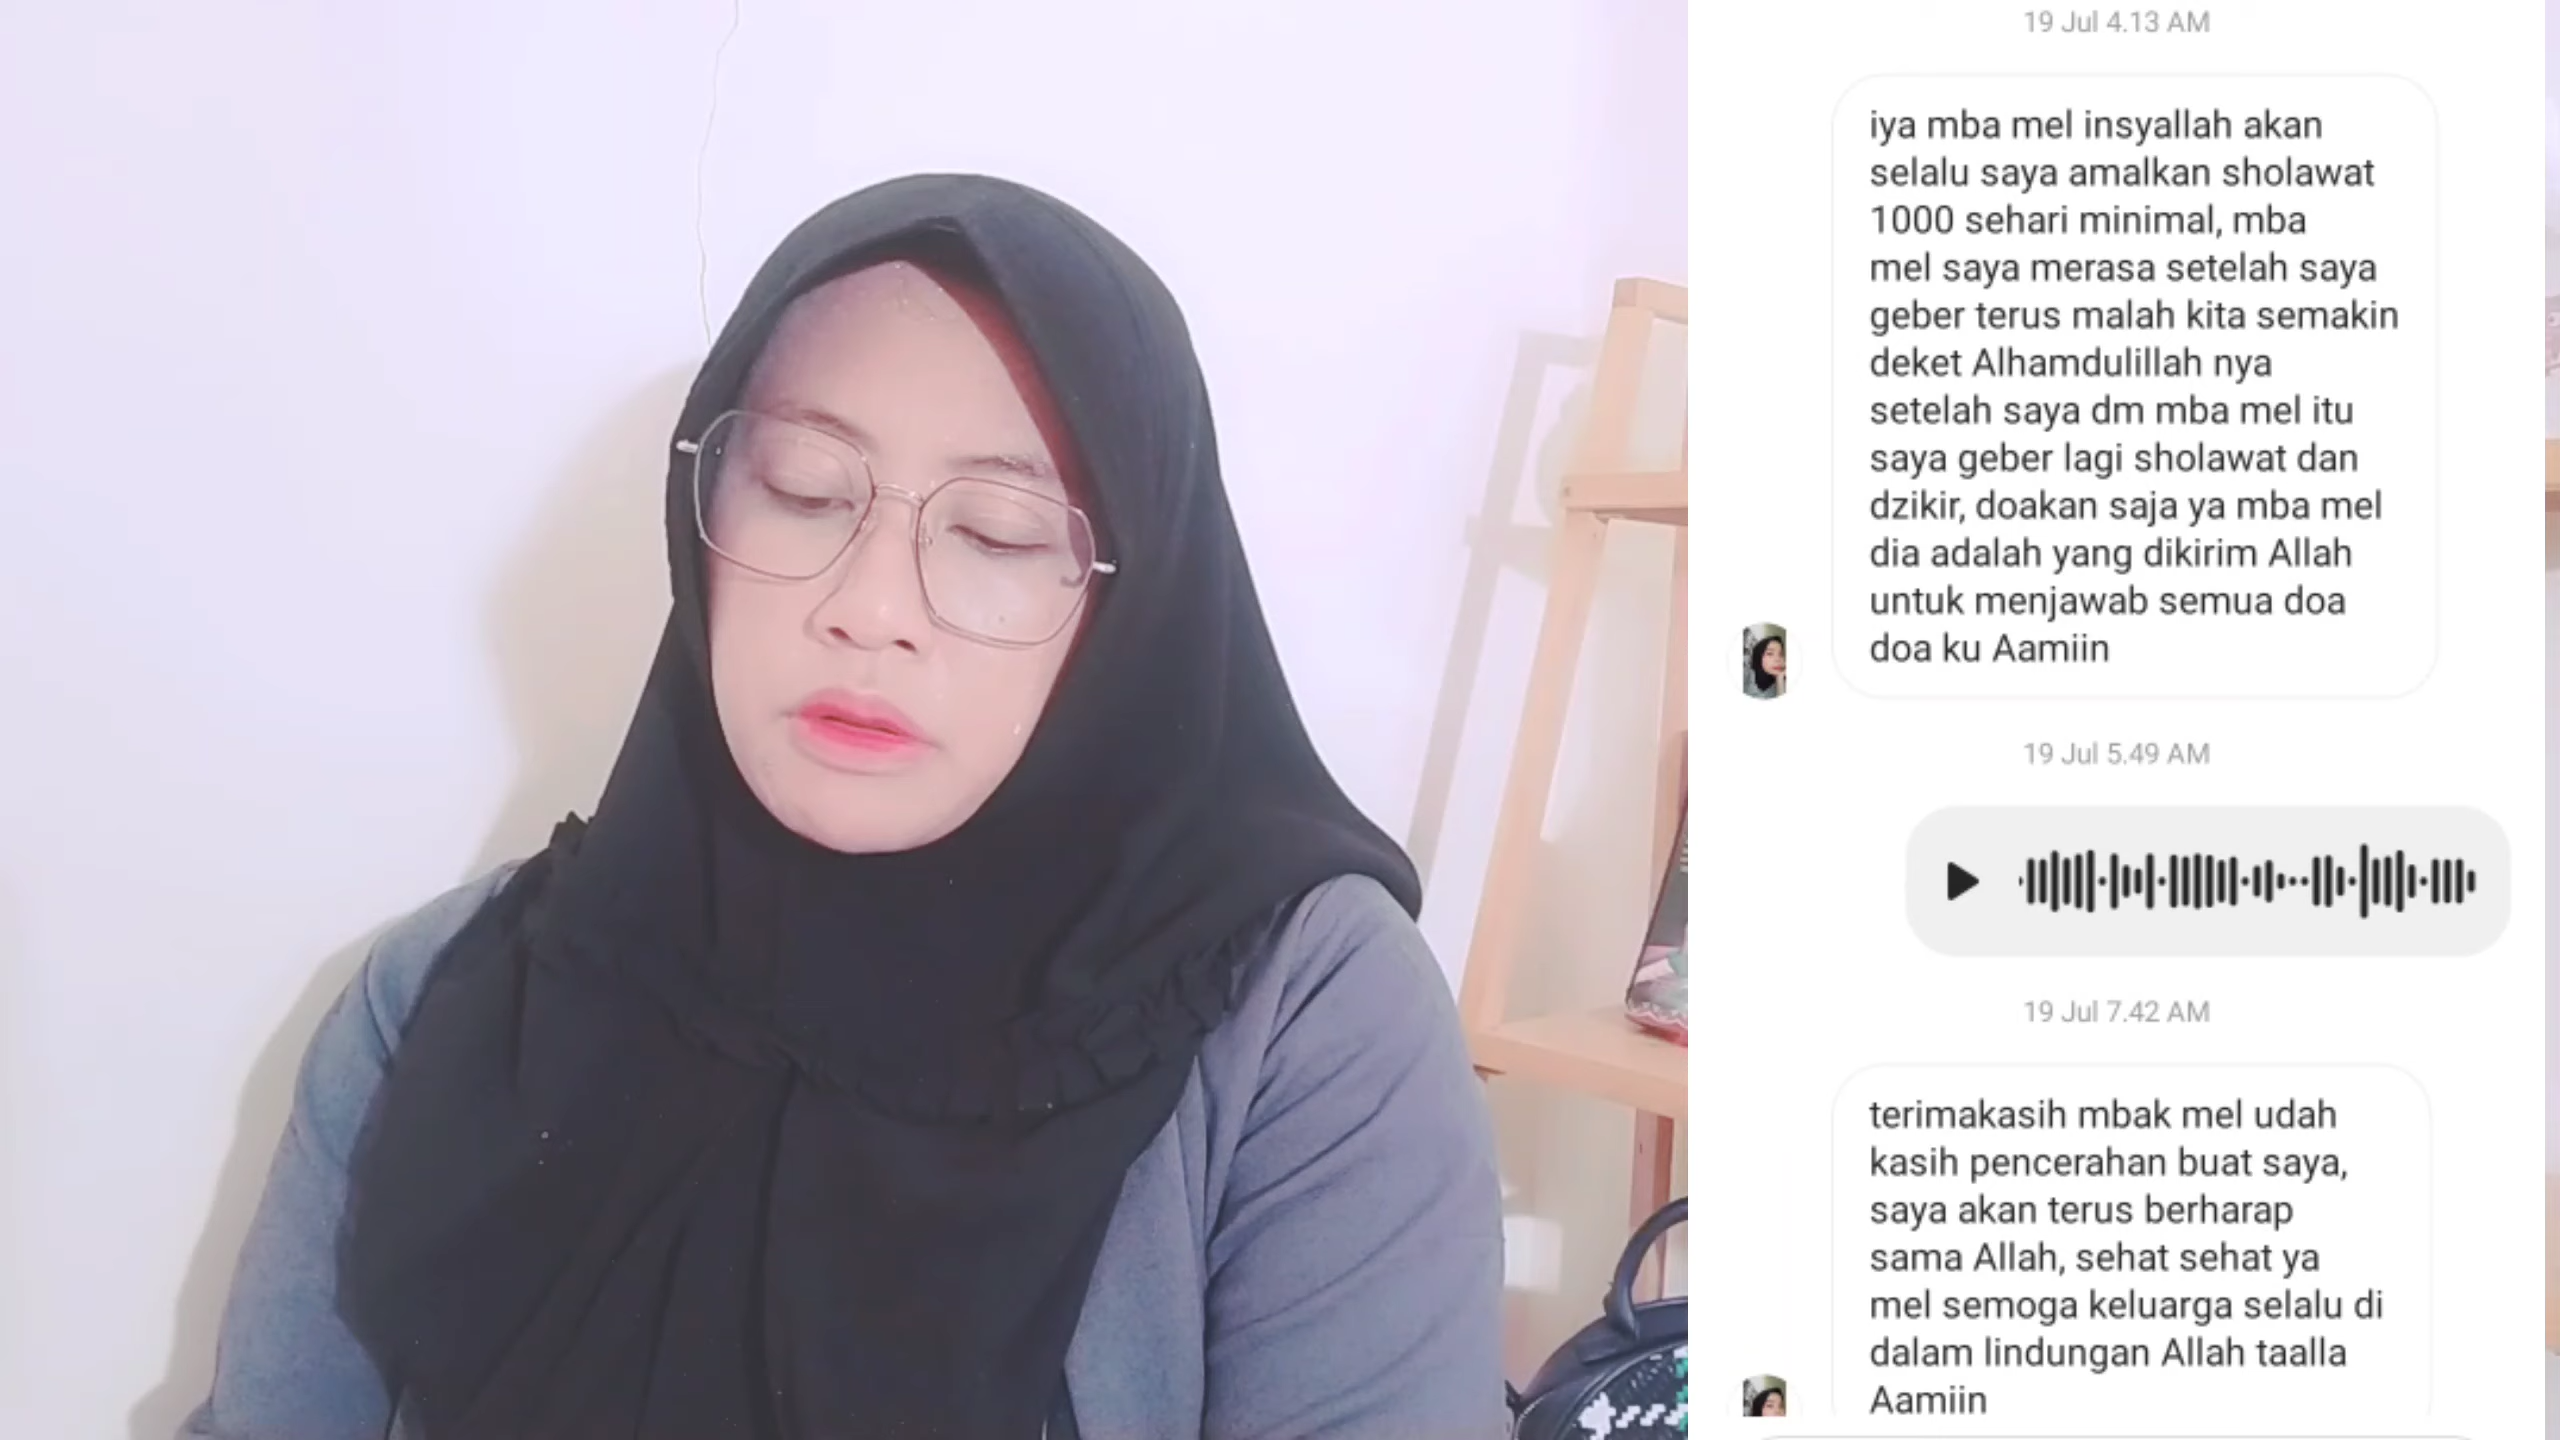 19 Jul 4.13 AM
iya mba mel insyallah akan
selalu saya amalkan sholawat
1000 sehari minimal, mba
mel saya merasa setelah saya
geber terus malah kita semakin
deket Alhamdulillah nya
setelah saya dm mba mel itu
saya geber lagi sholawat dan
dzikir, doakan saja ya mba mel
dia adalah yang dikirim Allah
untuk menjawab semua doa
doa ku Aamiin
19 Jul 5.49 AM
19 Jul 7.42 AM
terimakasih mbak mel udah
kasih pencerahan buat saya,
saya akan terus berharap
sama Allah, sehat sehat ya
mel semoga keluarga selalu di
dalam lindungan Allah taalla
Aamiin